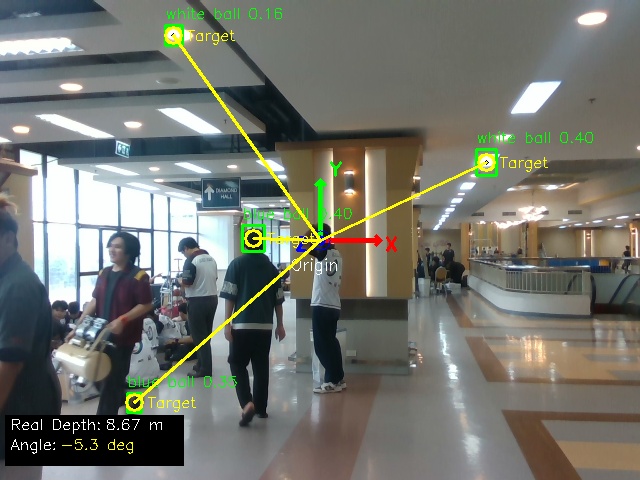 white ball 0.16
Target
white ball 0.40
Target
Y
DIAMOND
HALL
blue ball 0.40
Target
X
Origin
blue ball 0.35
Target
Real Depth: 8.67 m
Angle: -5.3 deg